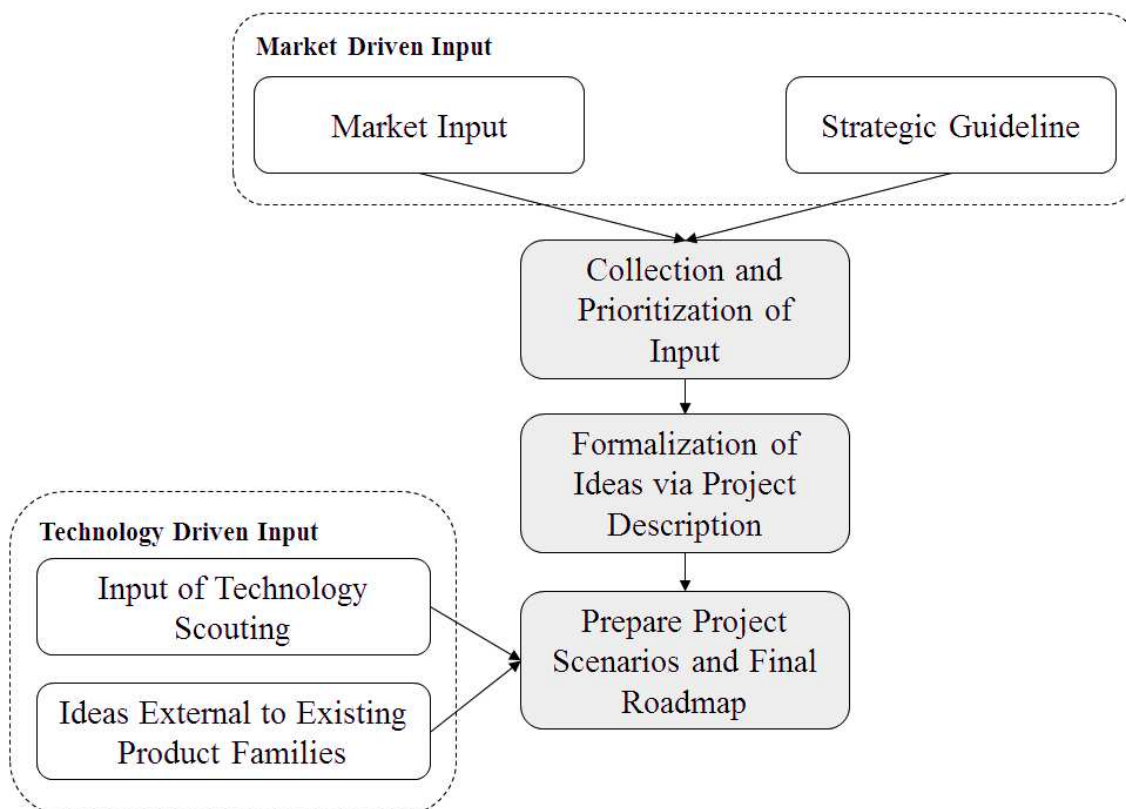 Market Driven Input
Market Input
Strategic Guideline
Collection and
Prioritization of
Input
Formalization of
Ideas via Project
Description
Technology Driven Input
Input of Technology
Scouting
Ideas External to Existing
Product Families
Prepare Project
Scenarios and Final
Roadmap